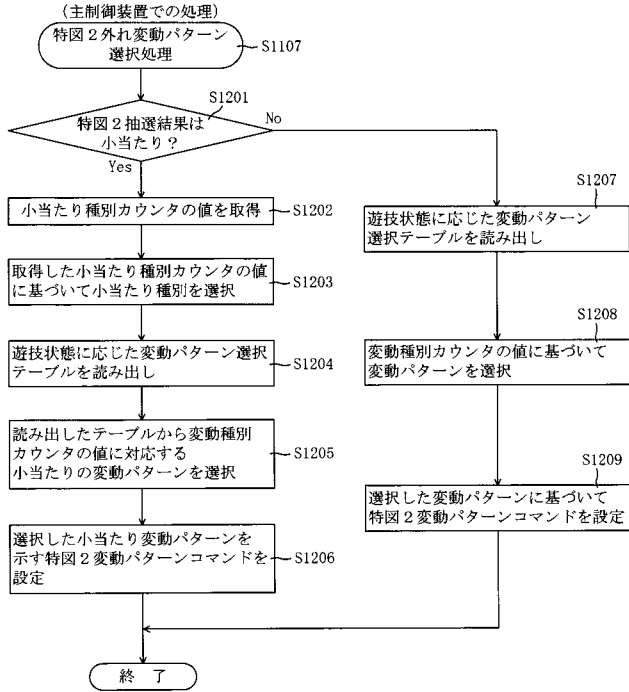 (主制御装置での処理)
特図2外れ変動パターン
選択処理
S1107
S1201
特図2抽選結果は
小当たり?
No
Yes
小当たり種別カウンタの値を取得
S1202
取得した小当たり種別カウンタの値
に基づいて小当たり種別を選択
S1203
遊技状態に応じた変動パターン選択
テーブルを読み出し
S1204
読み出したテーブルから変動種別
カウンタの値に対応する
小当たりの変動パターンを選択
S1205
選択した小当たり変動パターンを
示す特図2変動パターンコマンドを
設定
S1206
S1207
遊技状態に応じた変動パターン
選択テーブルを読み出し
S1208
変動種別カウンタの値に基づいて
変動パターンを選択
S1209
選択した変動パターンに基づいて
特図2変動パターンコマンドを設定
終 了